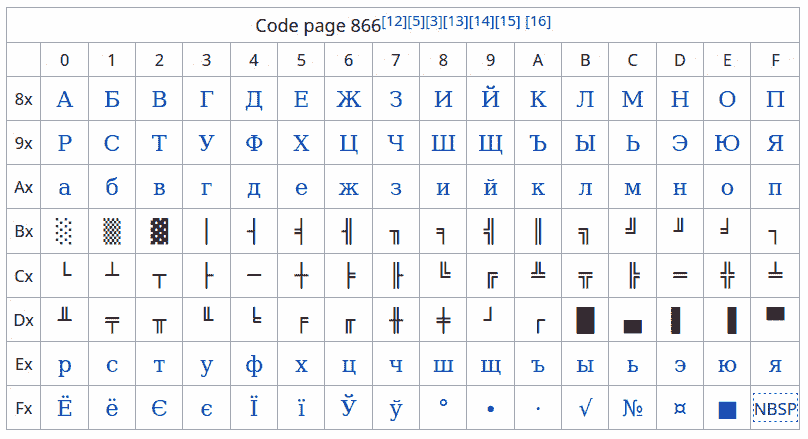 Code page 866[12][5][3][13][14][15] [16]
0 1 2 3 4 5 6 7 8 9 A B C D E F
8x А Б В Г Д Е Ж З И Й К Л М Н О П
9x Р С Т У Ф Х Ц Ч Ш Щ Ъ Ы Ь Э Ю Я
Ax а б в г д е ж з и й к л м н о п
Bx ░ ▒ ▓ │ ┤ ╡ ╢ ╖ ╕ ╣ ║ ╗ ╝ ╜ ╛ ┐
Cx └ ┴ ┬ ├ ─ ┼ ╞ ╟ ╚ ╔ ╩ ╦ ╠ ═ ╬ ╧
Dx ╨ ╤ ╥ ╙ ╘ ╒ ╓ ╫ ╪ ┘ ┌ █ ▄ ▌ ▐ ▀
Ex р с т у ф х ц ч ш щ ъ ы ь э ю я
Fx Ё ё Є є Ї ї Ў ў ° ∙ · √ № ¤ ■ NBSP